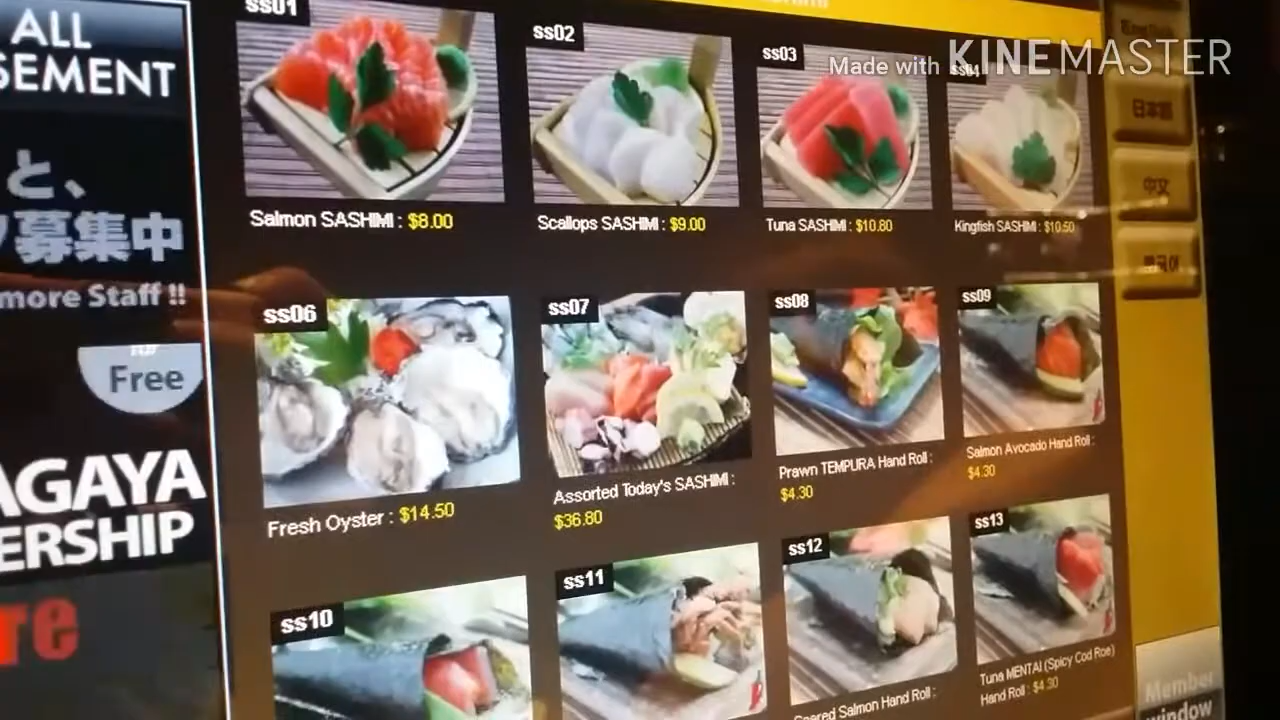 ALL
SEMENT
と、
募集中
more Staff !!
Free
AGAYA
ERSHIP
re
ss01
Salmon SASHIMI : $8.00
ss02
Scallops SASHIMI : $9.00
ss03
Tuna SASHIMI : $10.80
Made with KINEMASTER
Kingfish SASHIMI : $10.50
English
日本語
中文
한국어
ss06
Fresh Oyster : $14.50
ss07
Assorted Today's SASHIMI :
$36.80
ss08
Prawn TEMPURA Hand Roll :
$4.30
ss09
Salmon Avocado Hand Roll :
$4.30
ss10
ss11
ss12
Seared Salmon Hand Roll :
ss13
Tuna MENTAI (Spicy Cod Roe)
Hand Roll : $4.30
Member
window